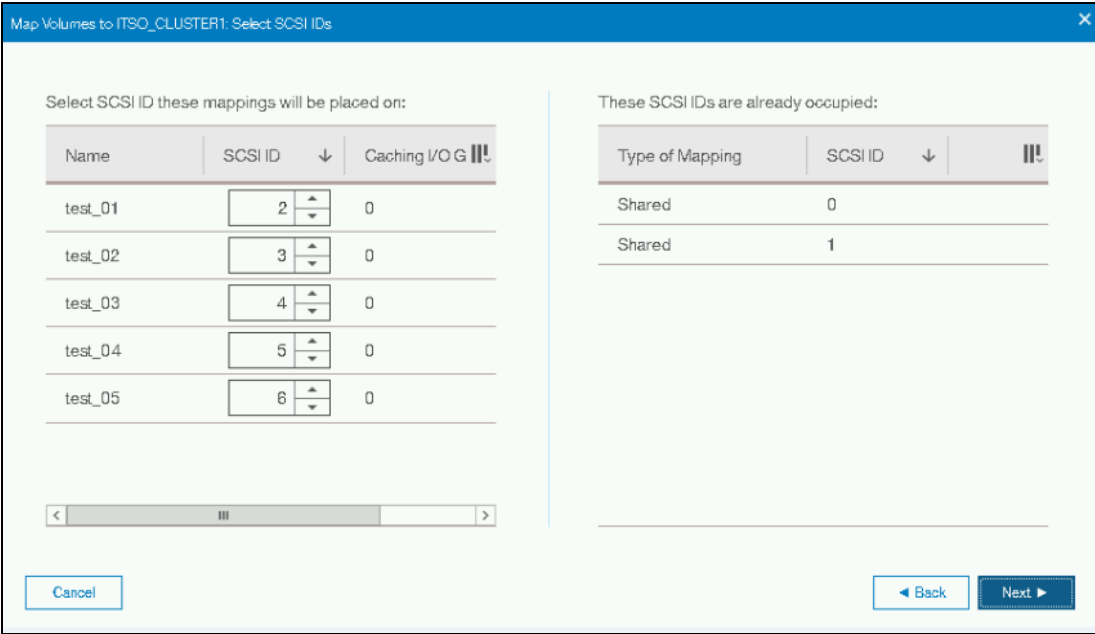 Map Volumes to ITSO_CLUSTER1: Select SCSI IDs
Select SCSI ID these mappings will be placed on:
Name SCSI ID Caching I/O G
test_01 2 0
test_02 3 0
test_03 4 0
test_04 5 0
test_05 6 0
These SCSI IDs are already occupied:
Type of Mapping SCSI ID
Shared 0
Shared 1
Cancel
Back
Next